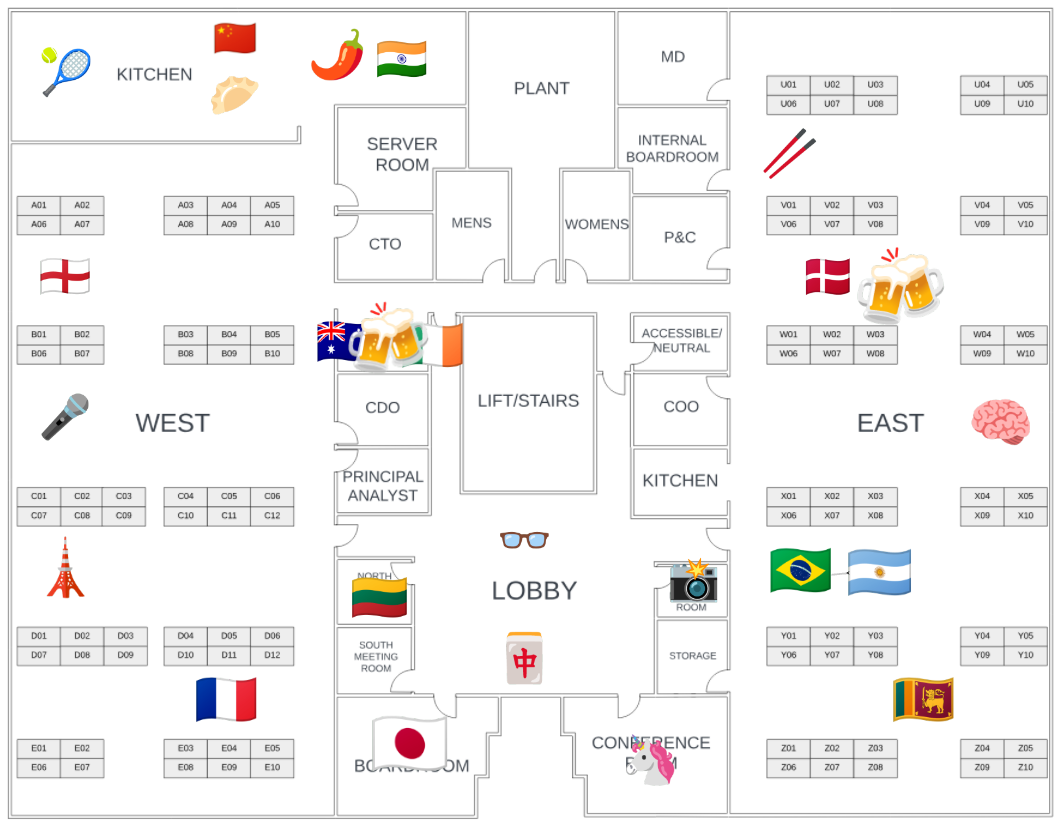 KITCHEN
PLANT
MD
SERVER
ROOM
INTERNAL
BOARDROOM
MENS
WOMENS
CTO
P&C
U01 U02 U03
U06 U07 U08
U04 U05
U09 U10
A01 A02
A06 A07
A03 A04 A05
A08 A09 A10
V01 V02 V03
V06 V07 V08
V04 V05
V09 V10
B01 B02
B06 B07
B03 B04 B05
B08 B09 B10
ACCESSIBLE/
NEUTRAL
W01 W02 W03
W06 W07 W08
W04 W05
W09 W10
WEST
CDO
LIFT/STAIRS
COO
EAST
PRINCIPAL
ANALYST
KITCHEN
C01 C02 C03
C07 C08 C09
C04 C05 C06
C10 C11 C12
X01 X02 X03
X06 X07 X08
X04 X05
X09 X10
NORTH
LOBBY
ROOM
D01 D02 D03
D07 D08 D09
D04 D05 D06
D10 D11 D12
SOUTH
MEETING
ROOM
中
STORAGE
Y01 Y02 Y03
Y06 Y07 Y08
Y04 Y05
Y09 Y10
E01 E02
E06 E07
E03 E04 E05
E08 E09 E10
BOARDROOM
CONFERENCE
ROOM
Z01 Z02 Z03
Z06 Z07 Z08
Z04 Z05
Z09 Z10